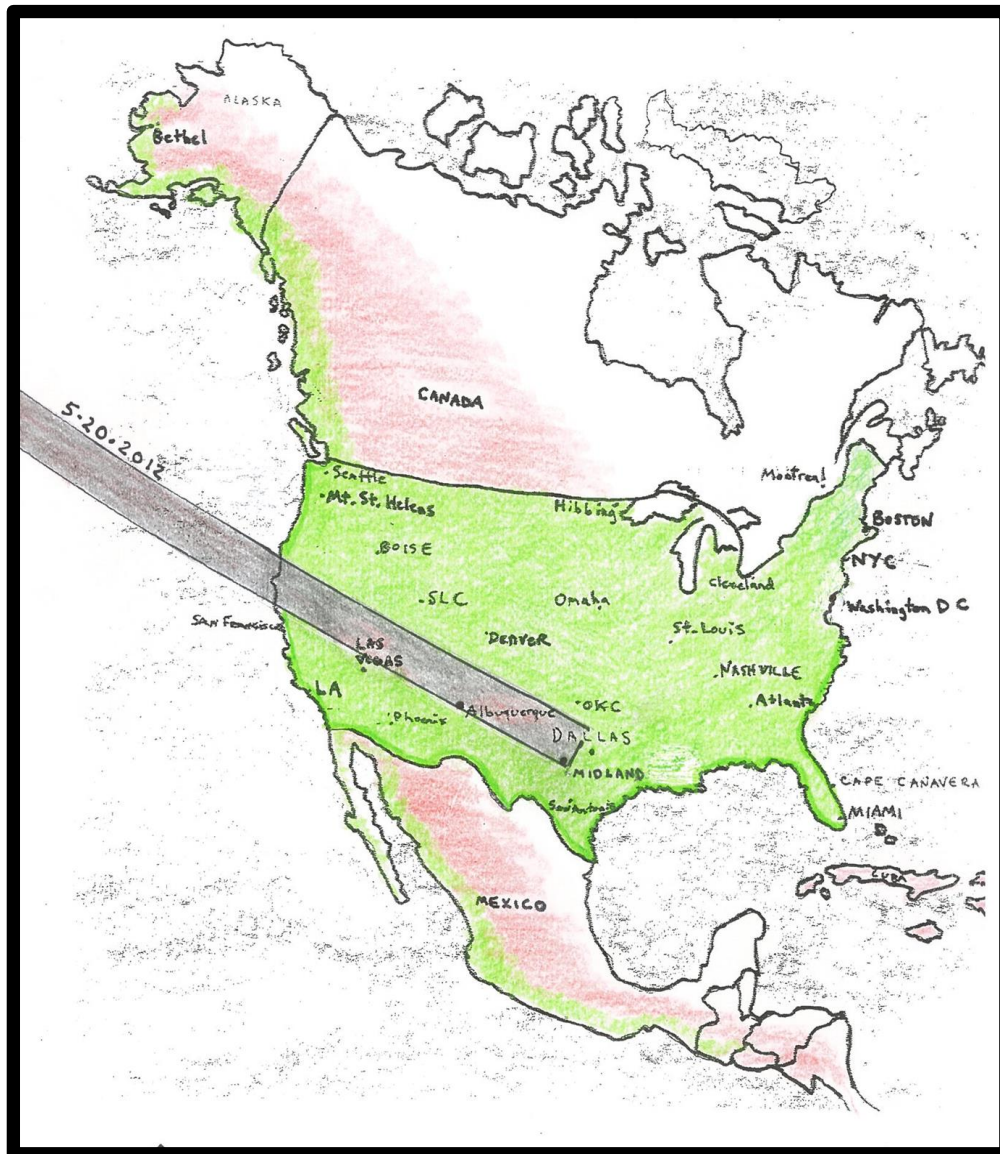 ALASKA
Bethel
CANADA
5.20.2012
Seattle
Mt. St. Helens
Hibbing
Montreal
BOSTON
NYC
BOISE
Cleveland
SLC
Omaha
Washington D C
San Francisco
DENVER
St. Louis
LAS
VEGAS
NASHVILLE
LA
Albuquerque
OKC
Atlanta
Phoenix
DALLAS
MIDLAND
CAPE CANAVERA
San Antonio
MIAMI
CUBA
MEXICO